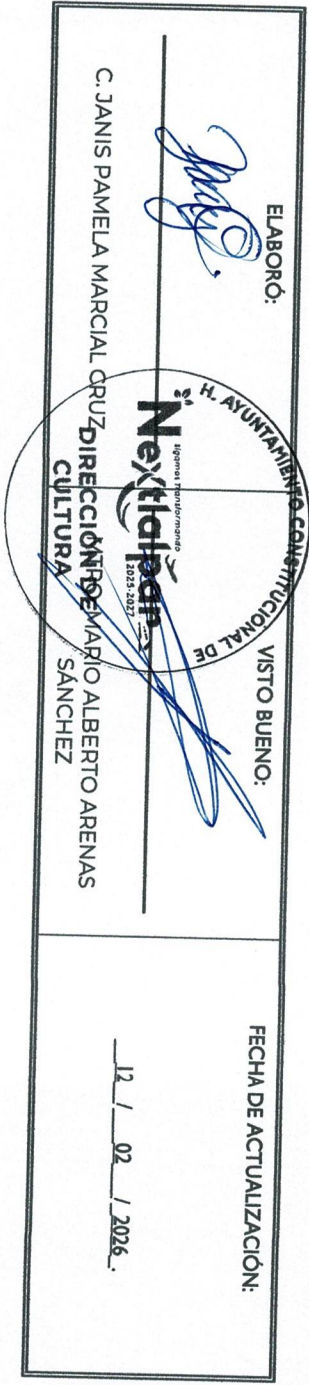 ELABORÓ:
C. JANIS PAMELA MARCIAL CRUZ
H. AYUNTAMIENTO CONSTITUCIONAL DE
Sigamos Transformando
Nextlalpan
2025-2027
DIRECCIÓN DE
CULTURA
VISTO BUENO:
MARIO ALBERTO ARENAS
SÁNCHEZ
FECHA DE ACTUALIZACIÓN:
12 / 02 / 2026.